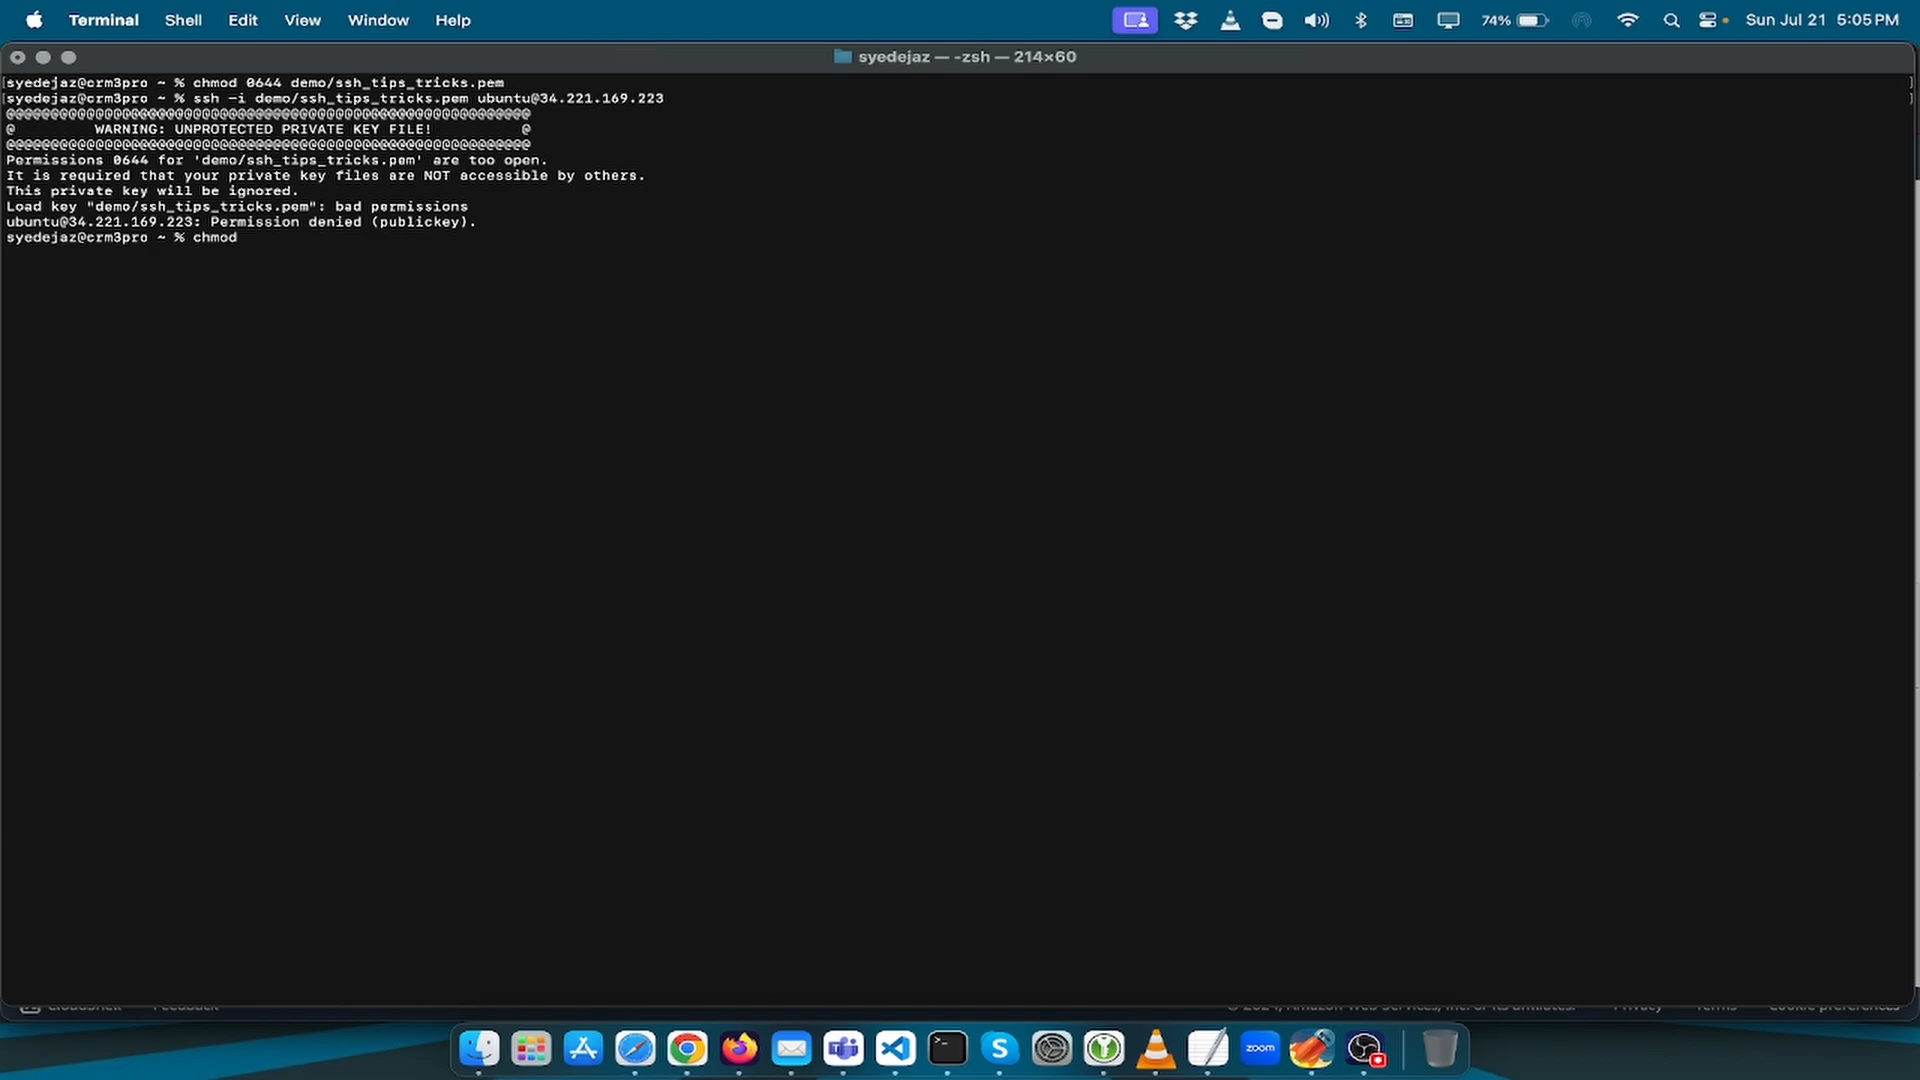 Terminal Shell Edit View Window Help 74% Sun Jul 21 5:05 PM
syedejaz — -zsh — 214×60
syedejaz@crm3pro ~ % chmod 0644 demo/ssh_tips_tricks.pem
syedejaz@crm3pro ~ % ssh -i demo/ssh_tips_tricks.pem ubuntu@34.221.169.223
@@@@@@@@@@@@@@@@@@@@@@@@@@@@@@@@@@@@@@@@@@@@@@@@@@@@@@@@@@@
@         WARNING: UNPROTECTED PRIVATE KEY FILE!          @
@@@@@@@@@@@@@@@@@@@@@@@@@@@@@@@@@@@@@@@@@@@@@@@@@@@@@@@@@@@
Permissions 0644 for 'demo/ssh_tips_tricks.pem' are too open.
It is required that your private key files are NOT accessible by others.
This private key will be ignored.
Load key "demo/ssh_tips_tricks.pem": bad permissions
ubuntu@34.221.169.223: Permission denied (publickey).
syedejaz@crm3pro ~ % chmod
zoom